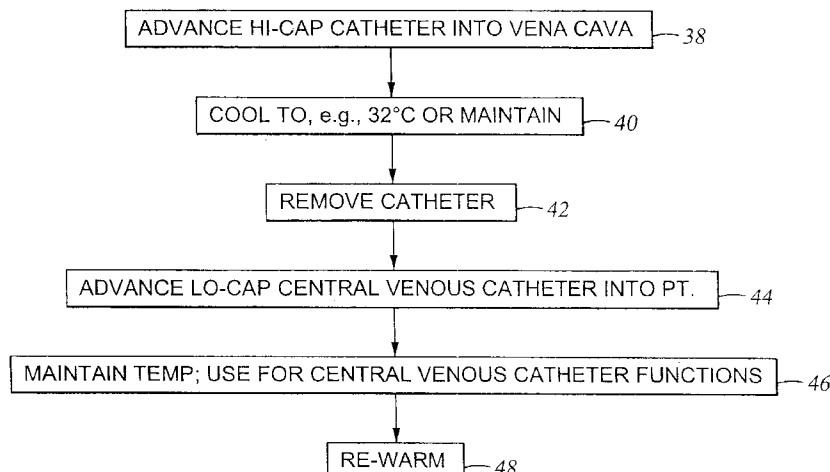 ADVANCE HI-CAP CATHETER INTO VENA CAVA 38
COOL TO, e.g., 32°C OR MAINTAIN 40
REMOVE CATHETER 42
ADVANCE LO-CAP CENTRAL VENOUS CATHETER INTO PT. 44
MAINTAIN TEMP; USE FOR CENTRAL VENOUS CATHETER FUNCTIONS 46
RE-WARM 48